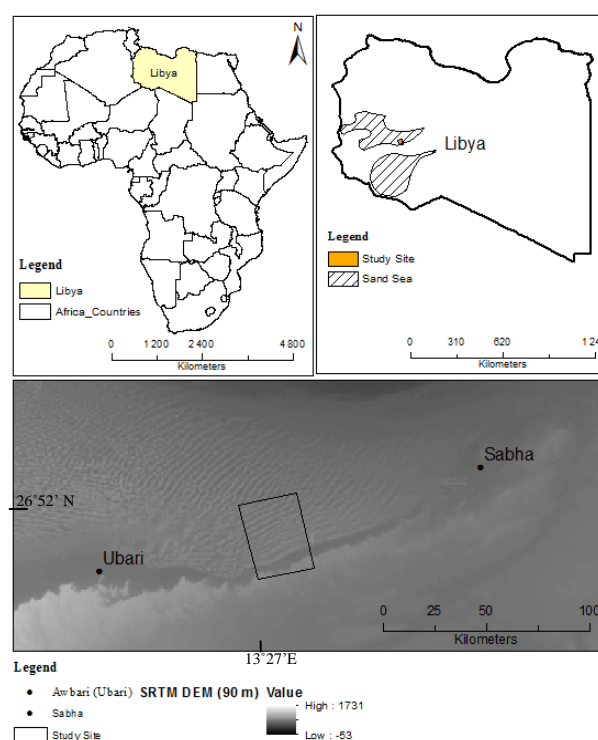 Libya
N
Legend
Libya
Africa_Countries
0 1 200 2 400 4 800
Kilometers
Libya
Legend
Study Site
Sand Sea
0 310 620 1 24
Kilometers
Sabha
26°52' N
Ubari
0 25 50 100
Kilometers
13°27'E
Legend
Awbari (Ubari) SRTM DEM (90 m) Value
High : 1731
Sabha
Study Site
Low : -53